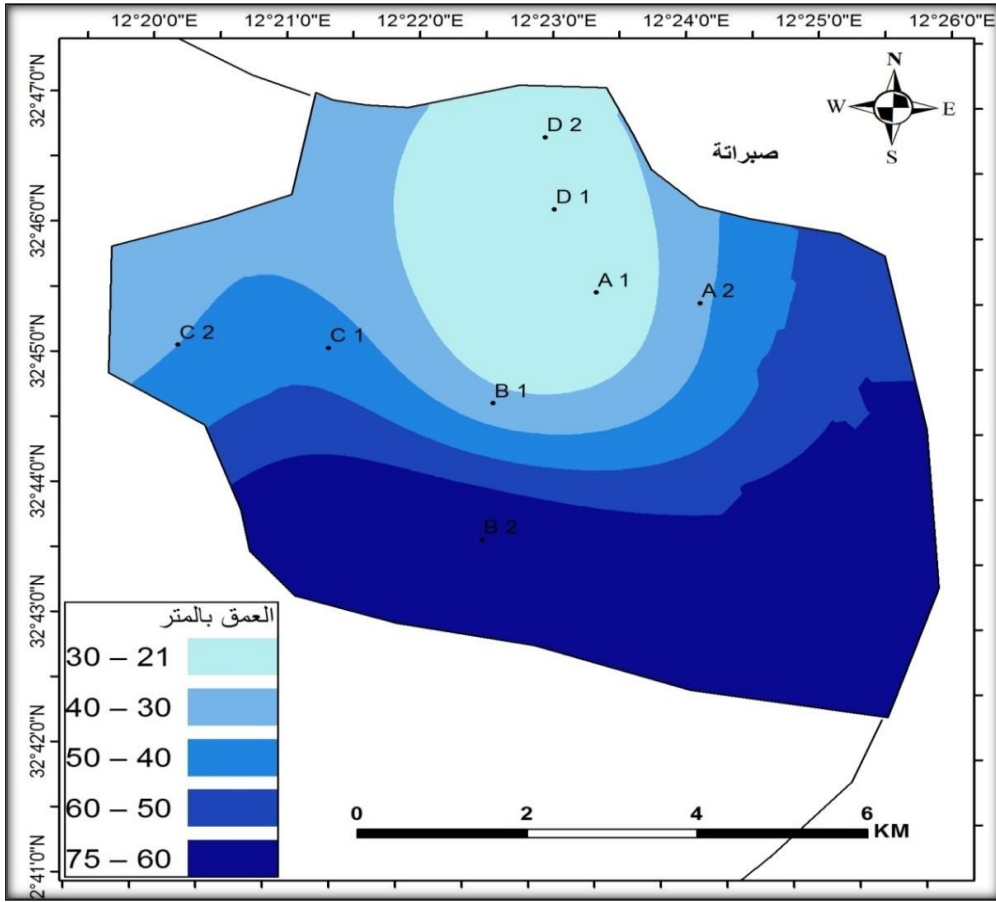 12°20'0"E 12°21'0"E 12°22'0"E 12°23'0"E 12°24'0"E 12°25'0"E 12°26'0"E
N
W E
S
32°47'0"N
32°46'0"N
32°45'0"N
32°44'0"N
32°43'0"N
32°42'0"N
32°41'0"N
D 2
صبراتة
D 1
A 1
A 2
C 2
C 1
B 1
B 2
العمق بالمتر
30 – 21
40 – 30
50 – 40
60 – 50
75 – 60
0 2 4 6
KM